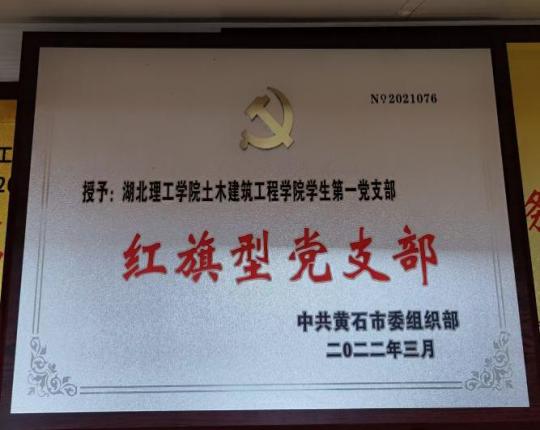 №2021076
授予：湖北理工学院土木建筑工程学院学生第一党支部
红旗型党支部
中共黄石市委组织部
二0二二年三月